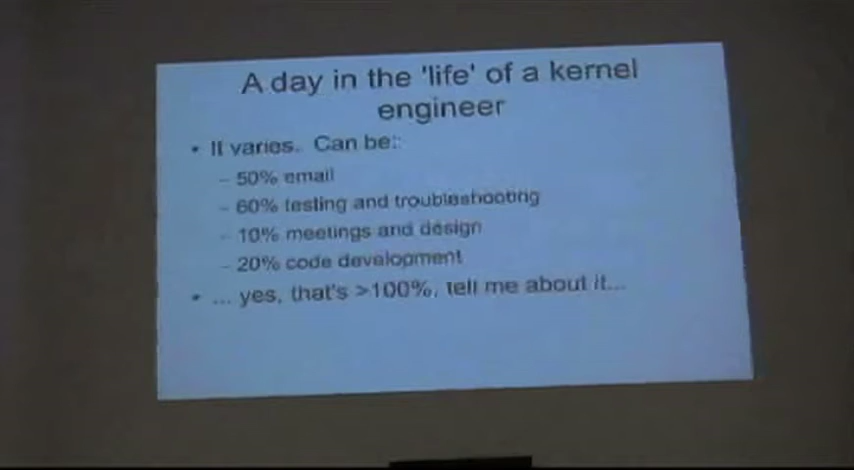 A day in the 'life' of a kernel
engineer
• It varies. Can be:
– 50% email
– 60% testing and troubleshooting
– 10% meetings and design
– 20% code development
• ... yes, that's >100%, tell me about it...